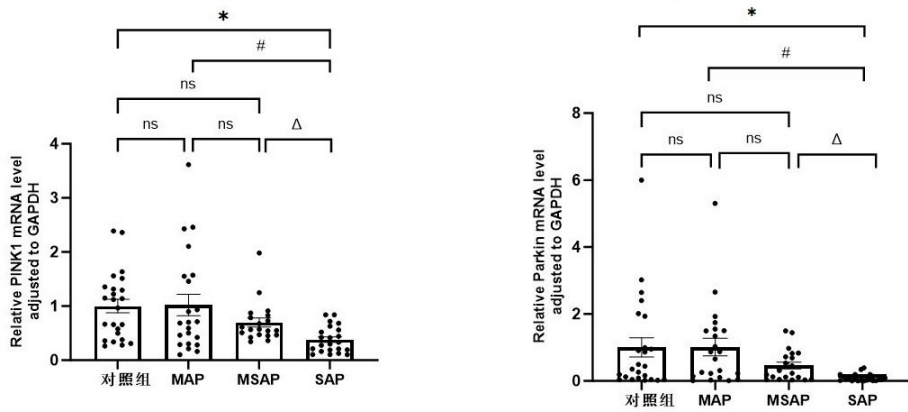 *
#
ns
ns
ns
Δ
4
3
2
1
0
Relative PINK1 mRNA level
adjusted to GAPDH
对照组
MAP
MSAP
SAP
*
#
ns
ns
ns
Δ
8
6
4
2
0
Relative Parkin mRNA level
adjusted to GAPDH
对照组
MAP
MSAP
SAP